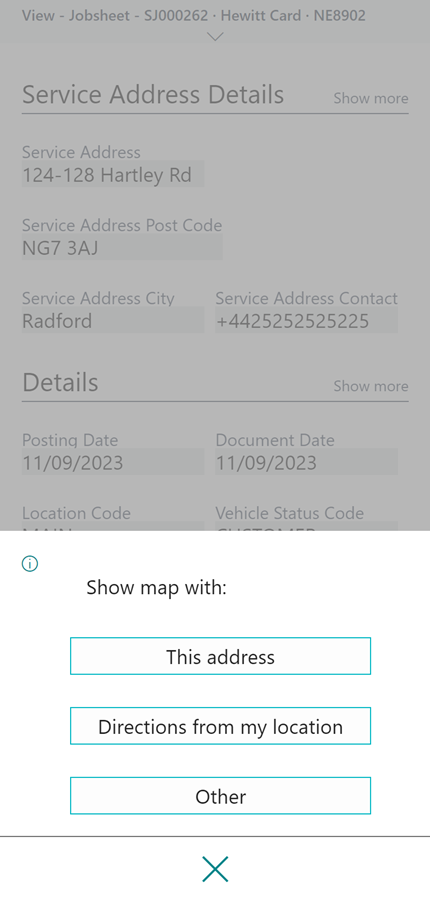 View - Jobsheet - SJ000262 · Hewitt Card · NE8902
Service Address Details Show more
Service Address
124-128 Hartley Rd
Service Address Post Code
NG7 3AJ
Service Address City Service Address Contact
Radford +4425252525225
Details Show more
Posting Date Document Date
11/09/2023 11/09/2023
Location Code Vehicle Status Code
Show map with:
This address
Directions from my location
Other